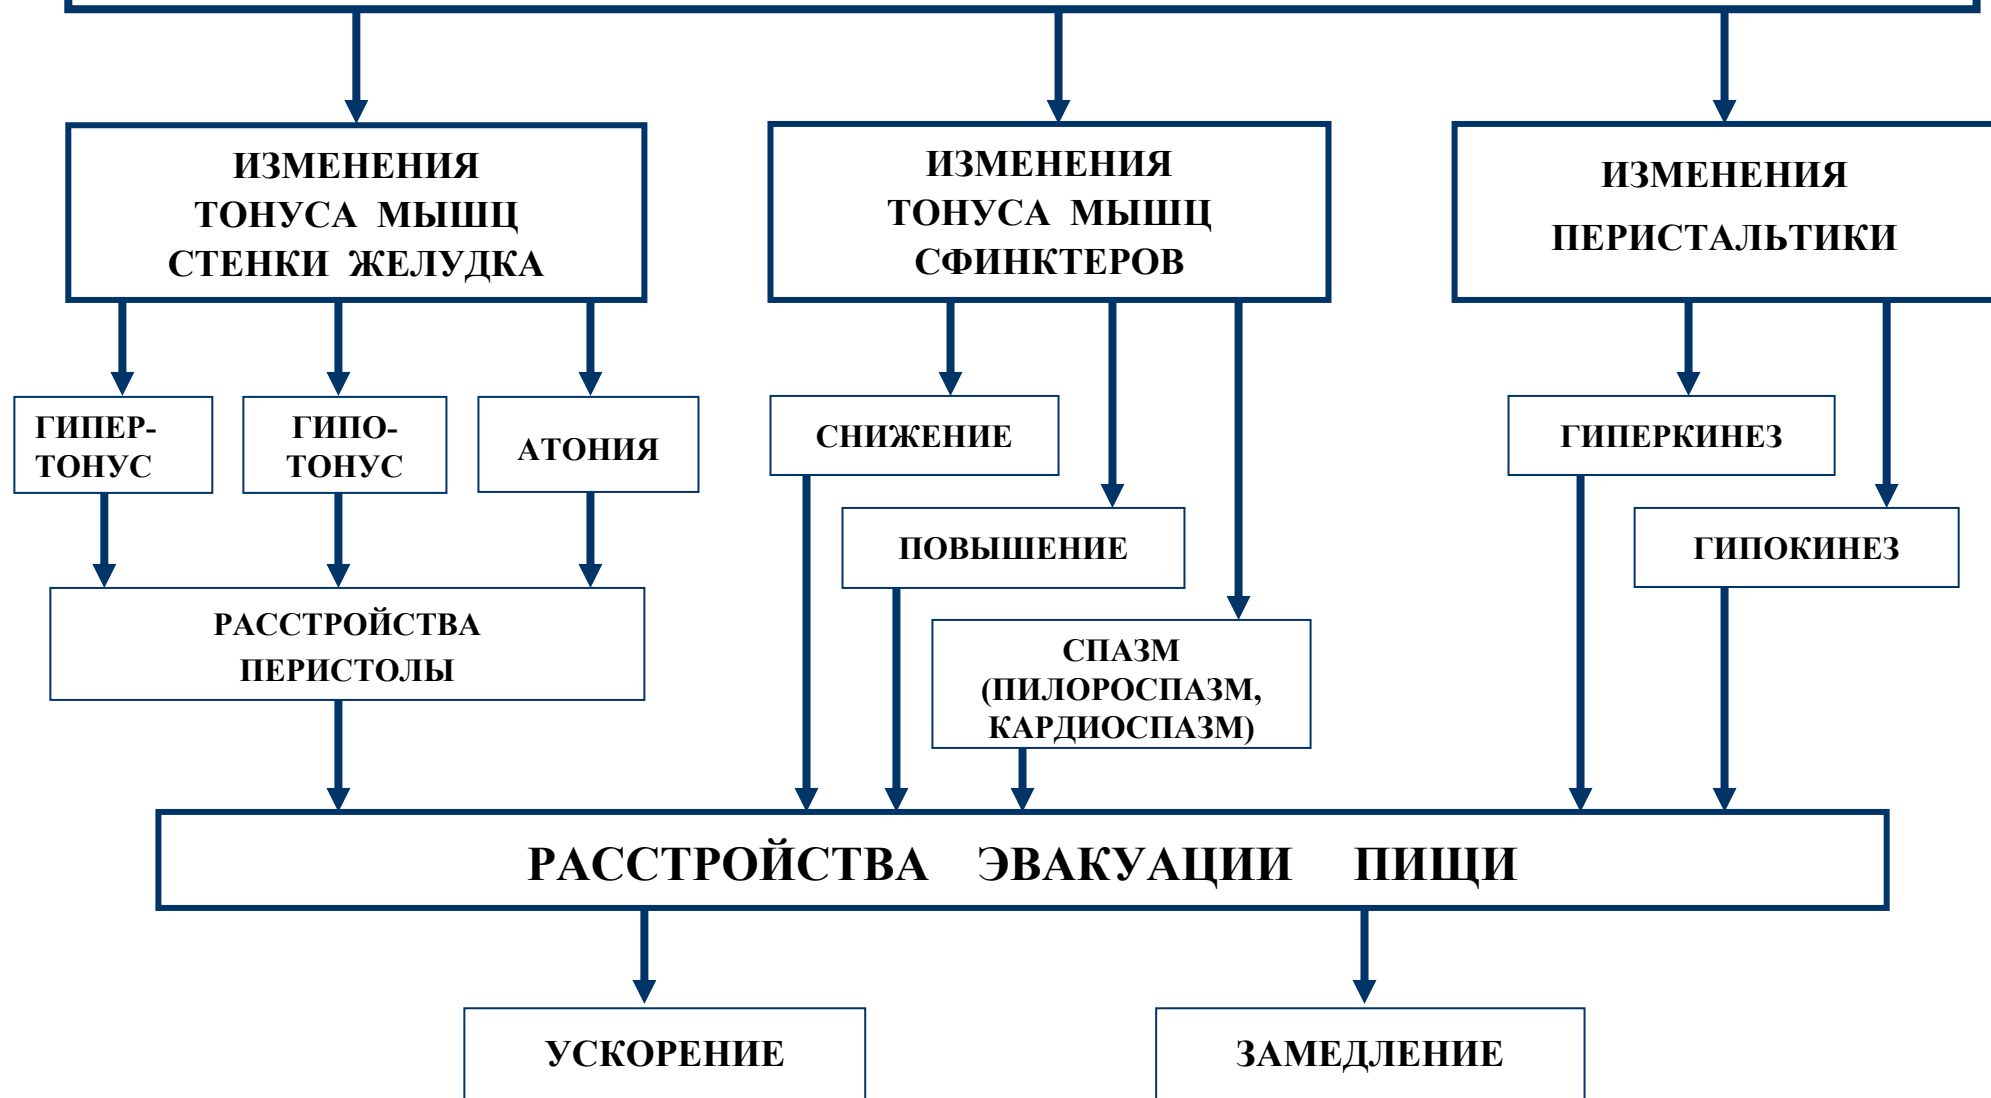 ИЗМЕНЕНИЯ
ТОНУСА МЫШЦ
СТЕНКИ ЖЕЛУДКА
ИЗМЕНЕНИЯ
ТОНУСА МЫШЦ
СФИНКТЕРОВ
ИЗМЕНЕНИЯ
ПЕРИСТАЛЬТИКИ
ГИПЕР-
ТОНУС
ГИПО-
ТОНУС
АТОНИЯ
СНИЖЕНИЕ
ГИПЕРКИНЕЗ
ПОВЫШЕНИЕ
ГИПОКИНЕЗ
РАССТРОЙСТВА
ПЕРИСТОЛЫ
СПАЗМ
(ПИЛОРОСПАЗМ,
КАРДИОСПАЗМ)
РАССТРОЙСТВА ЭВАКУАЦИИ ПИЩИ
УСКОРЕНИЕ
ЗАМЕДЛЕНИЕ